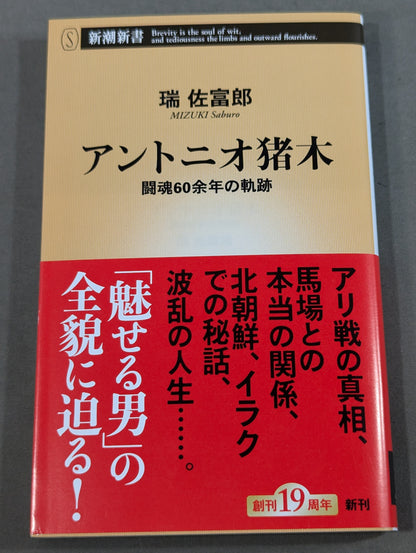 S
新潮新書
Brevity is the soul of wit,
and tediousness the limbs and outward flourishes.
瑞 佐富郎
MIZUKI Saburo
アントニオ猪木
闘魂60余年の軌跡
アリ戦の真相、
馬場との
本当の関係、
北朝鮮、イラク
での秘話、
波乱の人生……。
「魅せる男」の
全貌に迫る!
創刊19周年
新刊